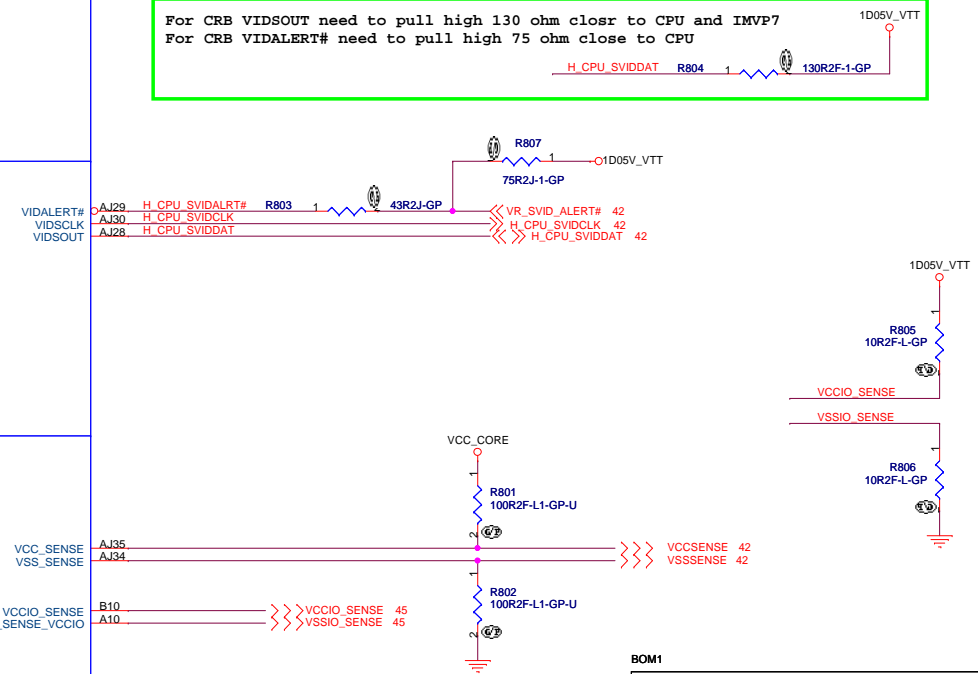 For CRB VIDSOUT need to pull high 130 ohm closr to CPU and IMVP7
For CRB VIDALERT# need to pull high 75 ohm close to CPU
1D05V_VTT
H_CPU_SVIDDAT R804 1 130R2F-1-GP
R807
1 1D05V_VTT
75R2J-1-GP
VIDALERT# AJ29 H_CPU_SVIDALRT# R803 1 43R2J-GP VR_SVID_ALERT# 42
VIDSCLK AJ30 H_CPU_SVIDCLK H_CPU_SVIDCLK 42
VIDSOUT AJ28 H_CPU_SVIDDAT H_CPU_SVIDDAT 42
1D05V_VTT
1
R805
10R2F-L-GP
VCCIO_SENSE
VSSIO_SENSE
1
R806
10R2F-L-GP
VCC_CORE
1
R801
100R2F-L1-GP-U
2
VCC_SENSE AJ35 VCCSENSE 42
VSS_SENSE AJ34 VSSSENSE 42
1
R802
100R2F-L1-GP-U
2
VCCIO_SENSE B10 VCCIO_SENSE 45
_SENSE_VCCIO A10 VSSIO_SENSE 45
BOM1